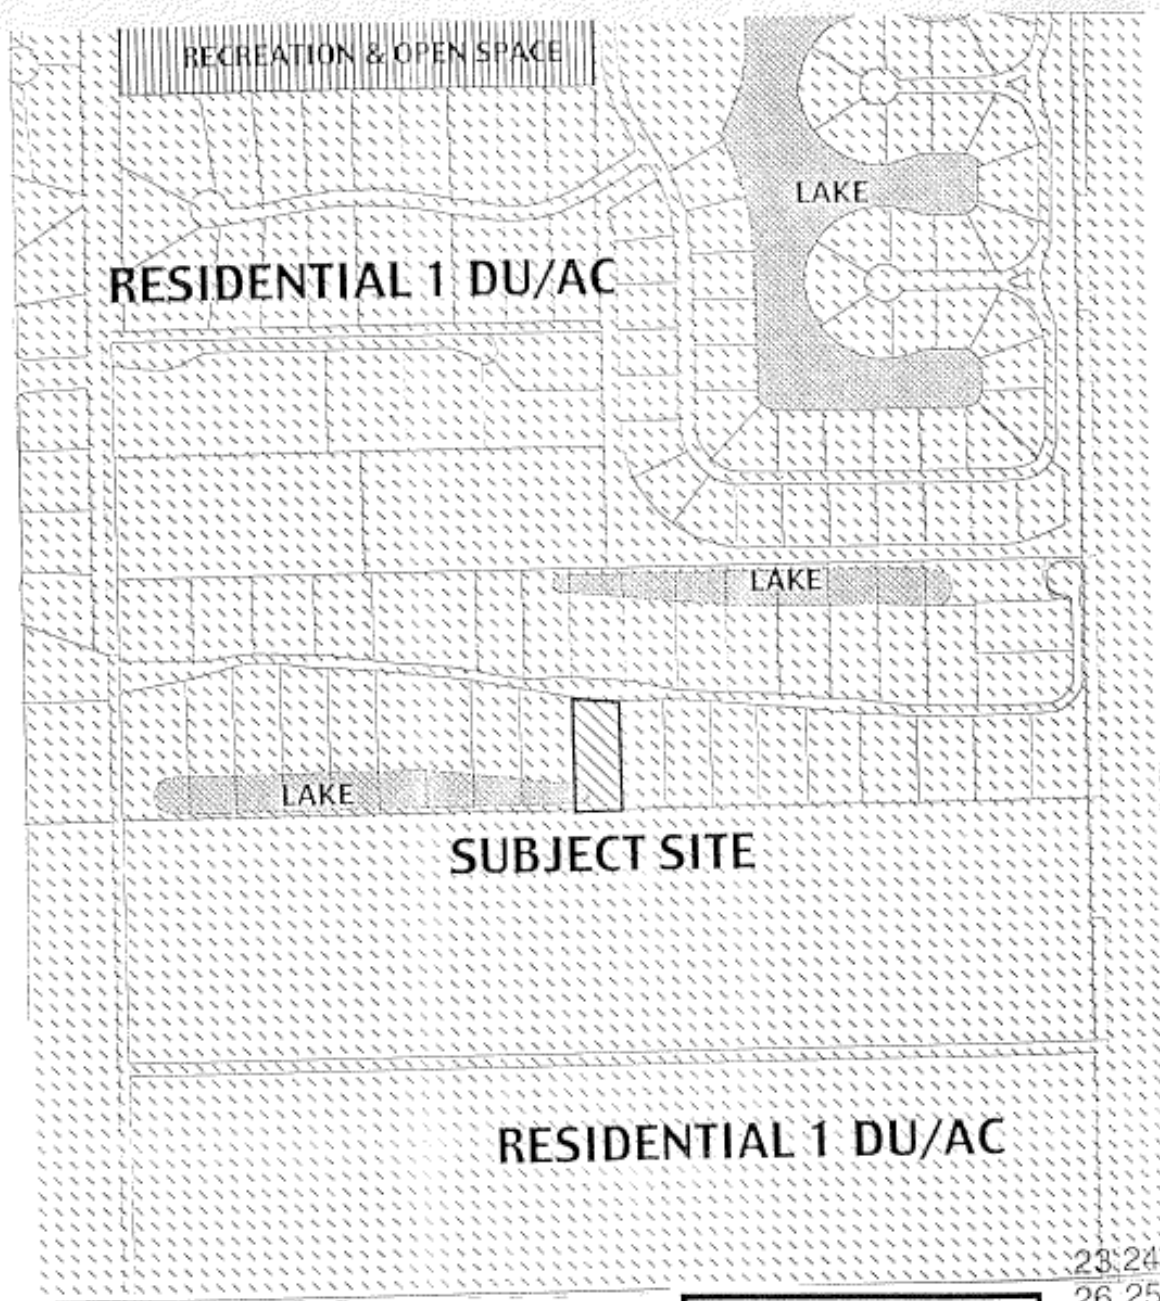 RECREATION & OPEN SPACE
LAKE
RESIDENTIAL 1 DU/AC
LAKE
LAKE
SUBJECT SITE
RESIDENTIAL 1 DU/AC
23 24
26 25